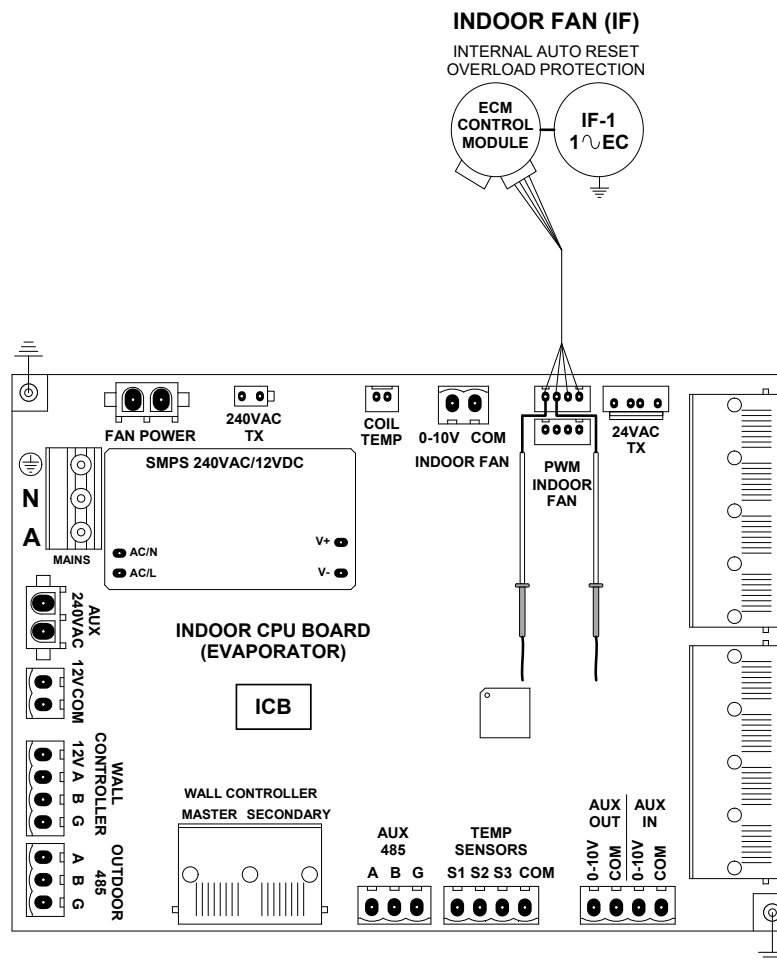 INDOOR FAN (IF)
INTERNAL AUTO RESET
OVERLOAD PROTECTION
ECM
CONTROL
MODULE
IF-1
1∿EC
FAN POWER
240VAC
TX
COIL
TEMP
0-10V COM
INDOOR FAN
PWM
INDOOR
FAN
24VAC
TX
N
A
MAINS
SMPS 240VAC/12VDC
AC/N
AC/L
V+
V-
AUX
240VAC
12V COM
INDOOR CPU BOARD
(EVAPORATOR)
ICB
WALL
CONTROLLER
12V A B G
OUTDOOR
485
A B G
WALL CONTROLLER
MASTER SECONDARY
AUX
485
A B G
TEMP
SENSORS
S1 S2 S3 COM
AUX
OUT
AUX
IN
0-10V
COM
0-10V
COM